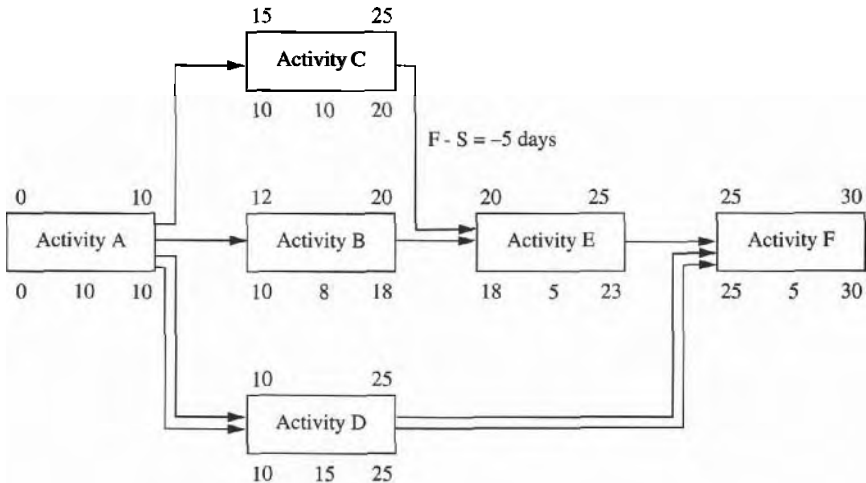 15 25
Activity C
10 10 20
F - S = –5 days
0 10
Activity A
0 10 10
12 20
Activity B
10 8 18
20 25
Activity E
18 5 23
25 30
Activity F
25 5 30
10 25
Activity D
10 15 25